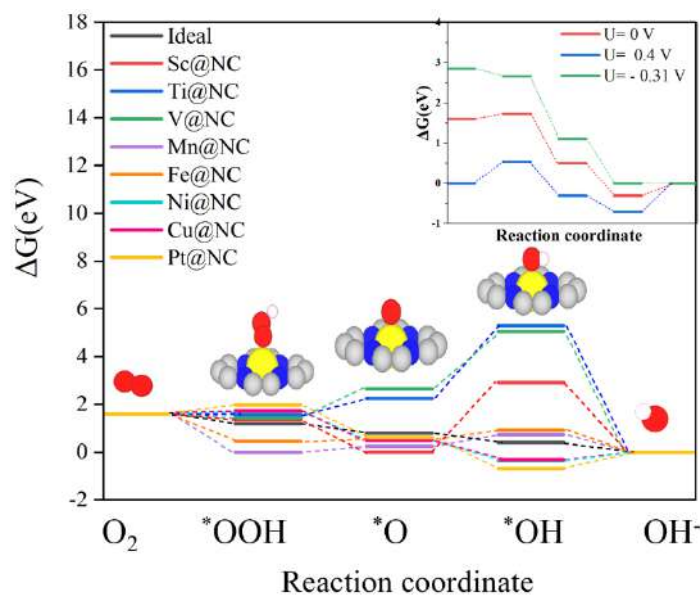 18
16
14
12
10
8
6
4
2
0
-2
ΔG(eV)
Ideal
Sc@NC
Ti@NC
V@NC
Mn@NC
Fe@NC
Ni@NC
Cu@NC
Pt@NC
4
3
2
1
0
-1
ΔG(eV)
U= 0 V
U= 0.4 V
U= - 0.31 V
Reaction coordinate
O₂ *OOH *O *OH OH⁻
Reaction coordinate